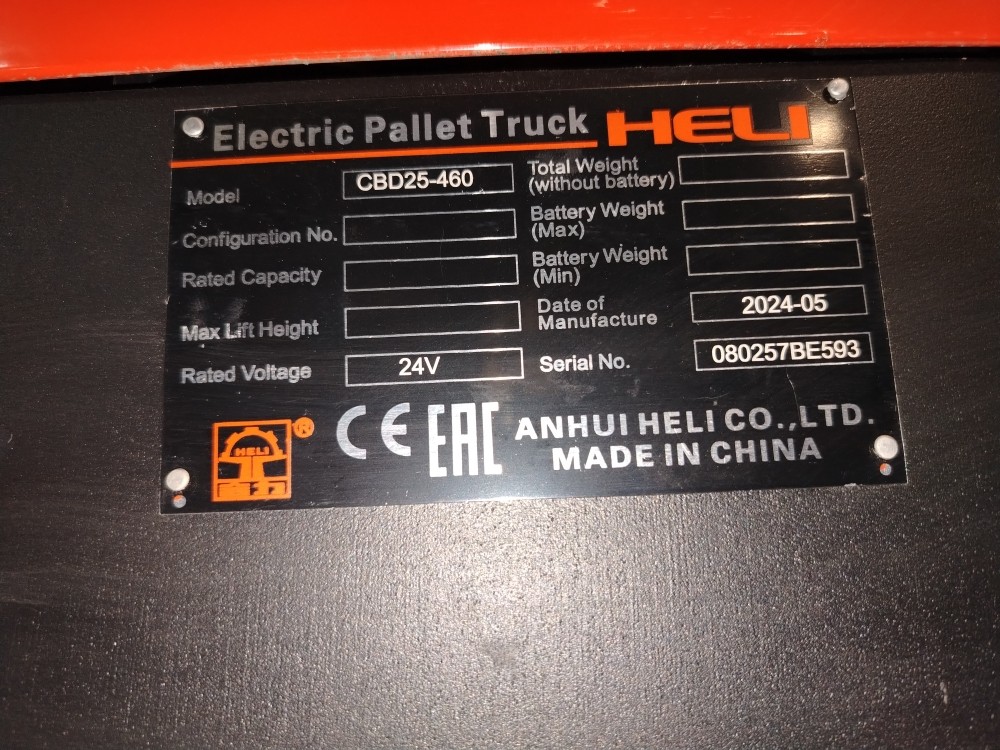 Electric Pallet Truck HELI
Model CBD25-460
Configuration No.
Rated Capacity
Max Lift Height
Rated Voltage 24V
Total Weight
(without battery)
Battery Weight
(Max)
Battery Weight
(Min)
Date of
Manufacture 2024-05
Serial No. 080257BE593
HELI
®
CE EAC
ANHUI HELI CO.,LTD.
MADE IN CHINA